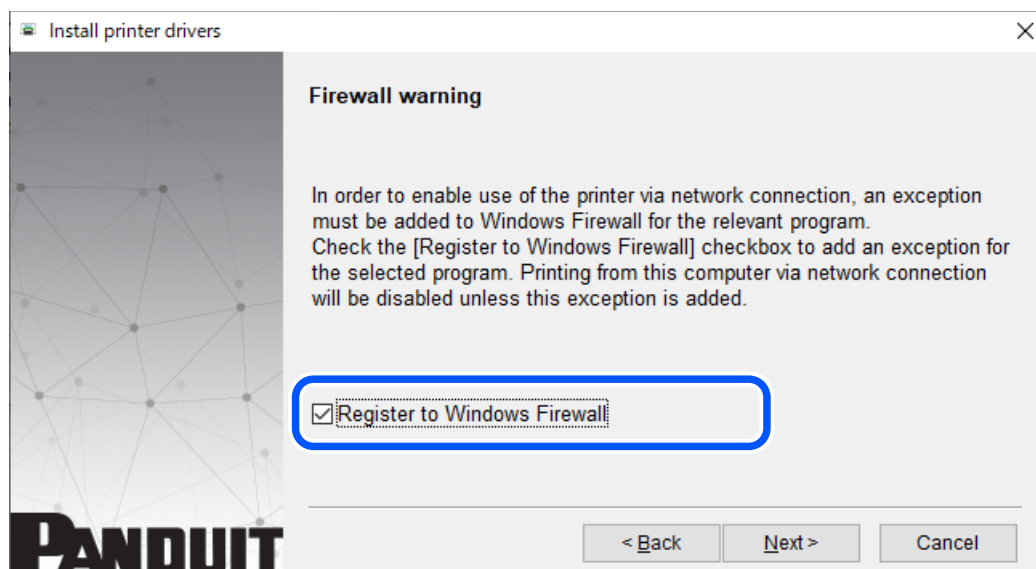 Install printer drivers
Firewall warning
In order to enable use of the printer via network connection, an exception
must be added to Windows Firewall for the relevant program.
Check the [Register to Windows Firewall] checkbox to add an exception for
the selected program. Printing from this computer via network connection
will be disabled unless this exception is added.
Register to Windows Firewall
PANDUIT
< Back
Next >
Cancel